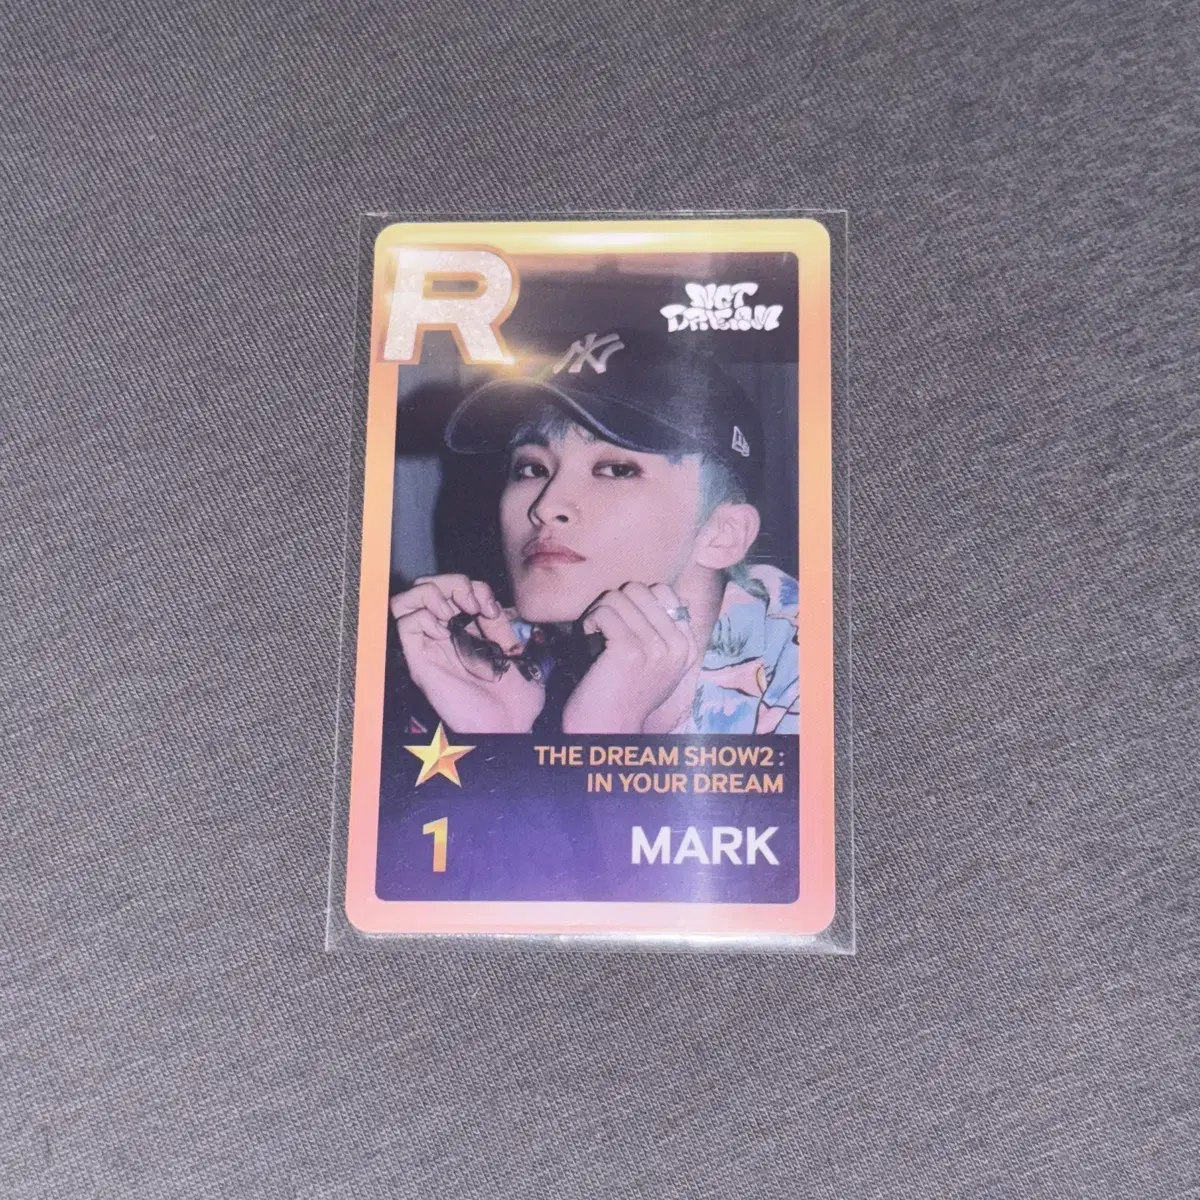 R
NCT
DREAM
NY
THE DREAM SHOW2 :
IN YOUR DREAM
1
MARK